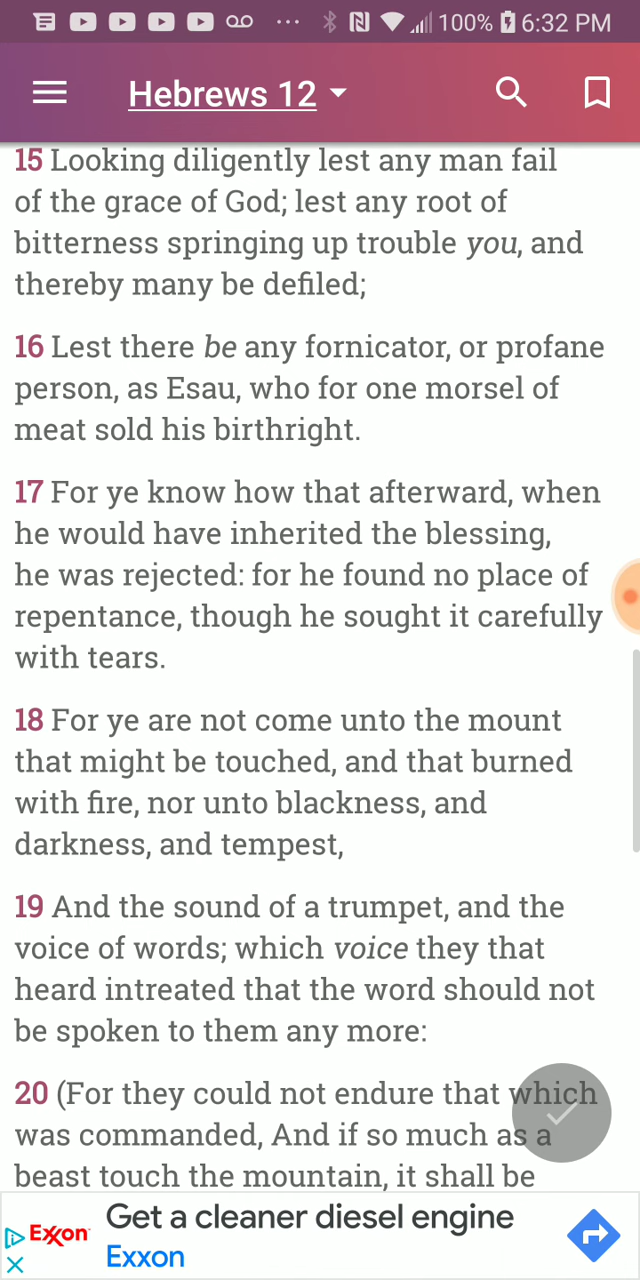 100% 6:32 PM
Hebrews 12
15 Looking diligently lest any man fail
of the grace of God; lest any root of
bitterness springing up trouble you, and
thereby many be defiled;
16 Lest there be any fornicator, or profane
person, as Esau, who for one morsel of
meat sold his birthright.
17 For ye know how that afterward, when
he would have inherited the blessing,
he was rejected: for he found no place of
repentance, though he sought it carefully
with tears.
18 For ye are not come unto the mount
that might be touched, and that burned
with fire, nor unto blackness, and
darkness, and tempest,
19 And the sound of a trumpet, and the
voice of words; which voice they that
heard intreated that the word should not
be spoken to them any more:
20 (For they could not endure that which
was commanded, And if so much as a
beast touch the mountain, it shall be
Get a cleaner diesel engine
Exxon
Exxon